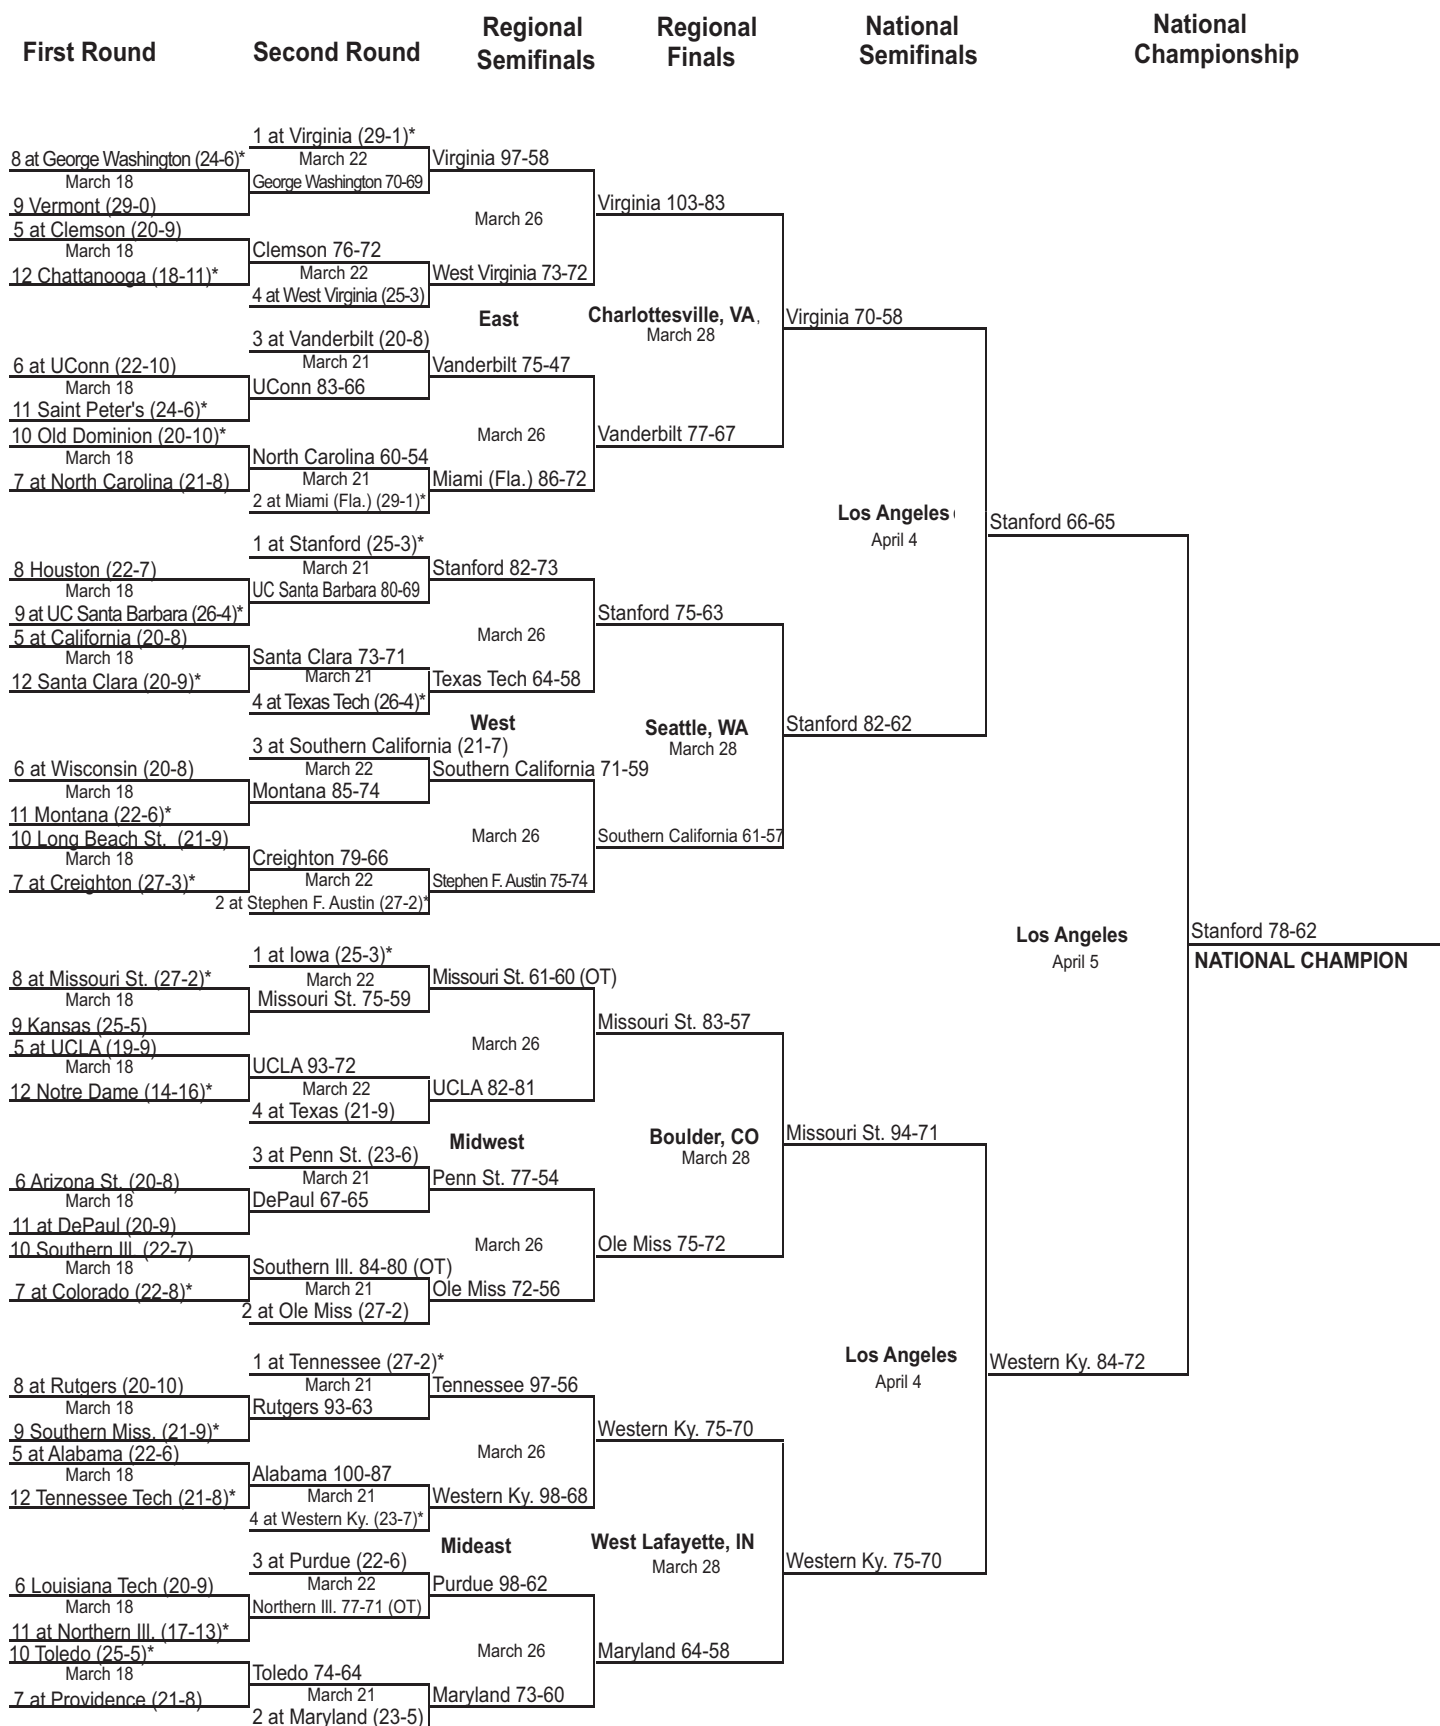 First Round
Second Round
Regional
Semifinals
Regional
Finals
National
Semifinals
National
Championship
1 at Virginia (29-1)*
8 at George Washington (24-6)*
March 22
Virginia 97-58
March 18
George Washington 70-69
9 Vermont (29-0)
Virginia 103-83
5 at Clemson (20-9)
March 26
March 18
Clemson 76-72
12 Chattanooga (18-11)*
March 22
West Virginia 73-72
4 at West Virginia (25-3)
East
Charlottesville, VA,
March 28
Virginia 70-58
3 at Vanderbilt (20-8)
6 at UConn (22-10)
March 21
Vanderbilt 75-47
March 18
UConn 83-66
11 Saint Peter's (24-6)*
10 Old Dominion (20-10)*
March 26
Vanderbilt 77-67
March 18
North Carolina 60-54
7 at North Carolina (21-8)
March 21
Miami (Fla.) 86-72
2 at Miami (Fla.) (29-1)*
Los Angeles
April 4
Stanford 66-65
1 at Stanford (25-3)*
8 Houston (22-7)
March 21
Stanford 82-73
March 18
UC Santa Barbara 80-69
9 at UC Santa Barbara (26-4)*
Stanford 75-63
5 at California (20-8)
March 26
March 18
Santa Clara 73-71
12 Santa Clara (20-9)*
March 21
Texas Tech 64-58
4 at Texas Tech (26-4)*
West
Seattle, WA
March 28
Stanford 82-62
3 at Southern California (21-7)
6 at Wisconsin (20-8)
March 22
Southern California 71-59
March 18
Montana 85-74
11 Montana (22-6)*
10 Long Beach St. (21-9)
March 26
Southern California 61-57
March 18
Creighton 79-66
7 at Creighton (27-3)*
March 22
Stephen F. Austin 75-74
2 at Stephen F. Austin (27-2)*
Los Angeles
April 5
Stanford 78-62
NATIONAL CHAMPION
1 at Iowa (25-3)*
8 at Missouri St. (27-2)*
March 22
Missouri St. 61-60 (OT)
March 18
Missouri St. 75-59
9 Kansas (25-5)
Missouri St. 83-57
5 at UCLA (19-9)
March 26
March 18
UCLA 93-72
12 Notre Dame (14-16)*
March 22
UCLA 82-81
4 at Texas (21-9)
Midwest
Boulder, CO
March 28
Missouri St. 94-71
3 at Penn St. (23-6)
6 Arizona St. (20-8)
March 21
Penn St. 77-54
March 18
DePaul 67-65
11 at DePaul (20-9)
10 Southern Ill. (22-7)
March 26
Ole Miss 75-72
March 18
Southern Ill. 84-80 (OT)
7 at Colorado (22-8)*
March 21
Ole Miss 72-56
2 at Ole Miss (27-2)
Los Angeles
April 4
Western Ky. 84-72
1 at Tennessee (27-2)*
8 at Rutgers (20-10)
March 21
Tennessee 97-56
March 18
Rutgers 93-63
9 Southern Miss. (21-9)*
Western Ky. 75-70
5 at Alabama (22-6)
March 26
March 18
Alabama 100-87
12 Tennessee Tech (21-8)*
March 21
Western Ky. 98-68
4 at Western Ky. (23-7)*
Mideast
West Lafayette, IN
March 28
Western Ky. 75-70
3 at Purdue (22-6)
6 Louisiana Tech (20-9)
March 22
Purdue 98-62
March 18
Northern Ill. 77-71 (OT)
11 at Northern Ill. (17-13)*
10 Toledo (25-5)*
March 26
Maryland 64-58
March 18
Toledo 74-64
7 at Providence (21-8)
March 21
Maryland 73-60
2 at Maryland (23-5)